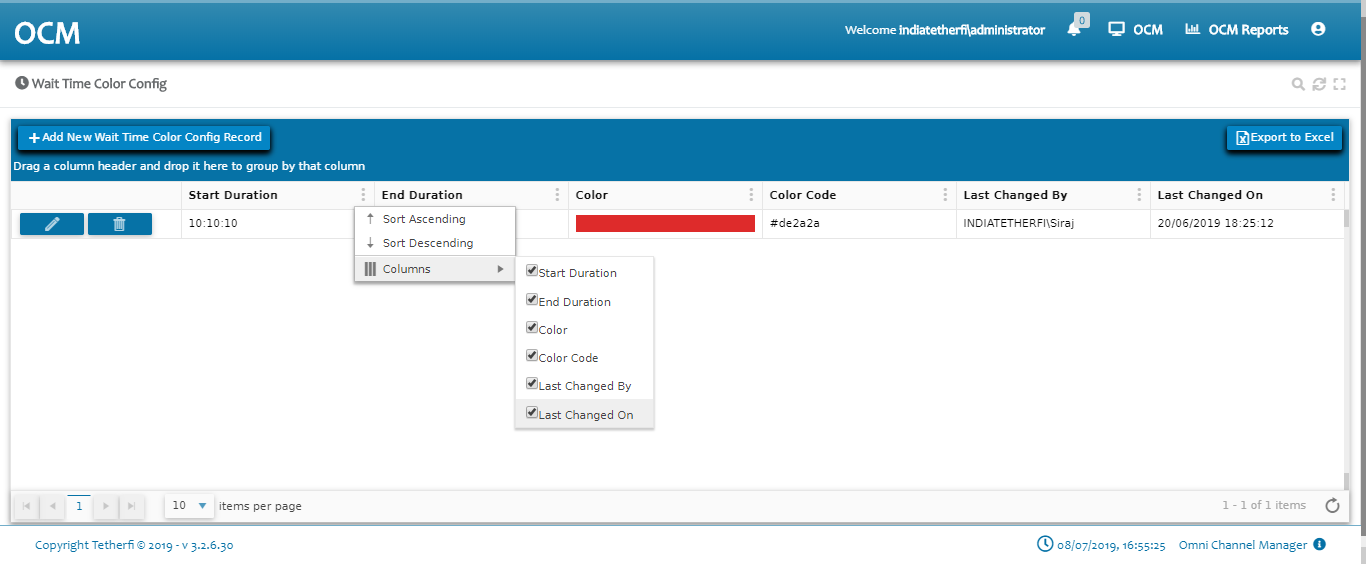 OCM
Welcome indiatetherfi\administrator
0
OCM
OCM Reports
Wait Time Color Config
Add New Wait Time Color Config Record
Export to Excel
Drag a column header and drop it here to group by that column
Start Duration
End Duration
Color
Color Code
Last Changed By
Last Changed On
10:10:10
#de2a2a
INDIATETHERFI\Siraj
20/06/2019 18:25:12
Sort Ascending
Sort Descending
Columns
Start Duration
End Duration
Color
Color Code
Last Changed By
Last Changed On
1
10
items per page
1 - 1 of 1 items
Copyright Tetherfi © 2019 - v 3.2.6.30
08/07/2019, 16:55:25
Omni Channel Manager